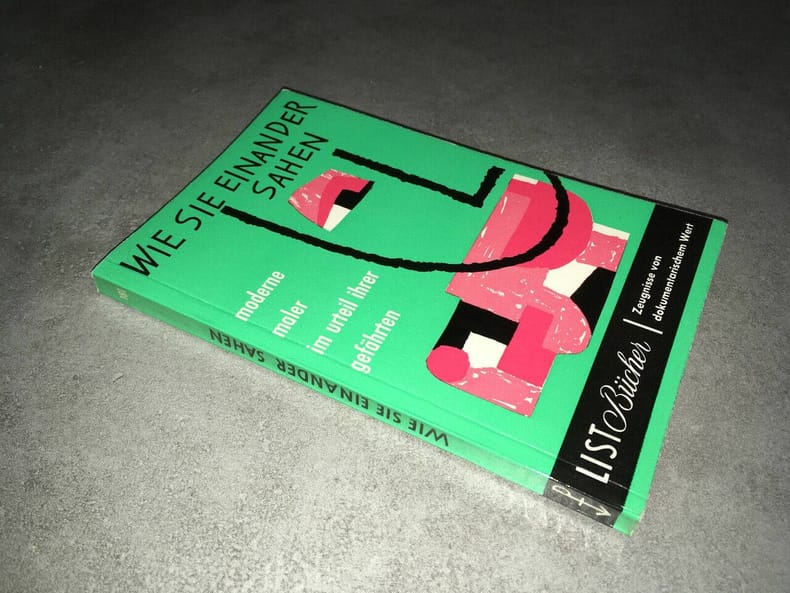 WIE SIE EINANDER
SAHEN
moderne
maler
im urteil ihrer
gefährten
LIST Bücher
Zeugnisse von
dokumentarischem Wert
WIE SIE EINANDER SAHEN